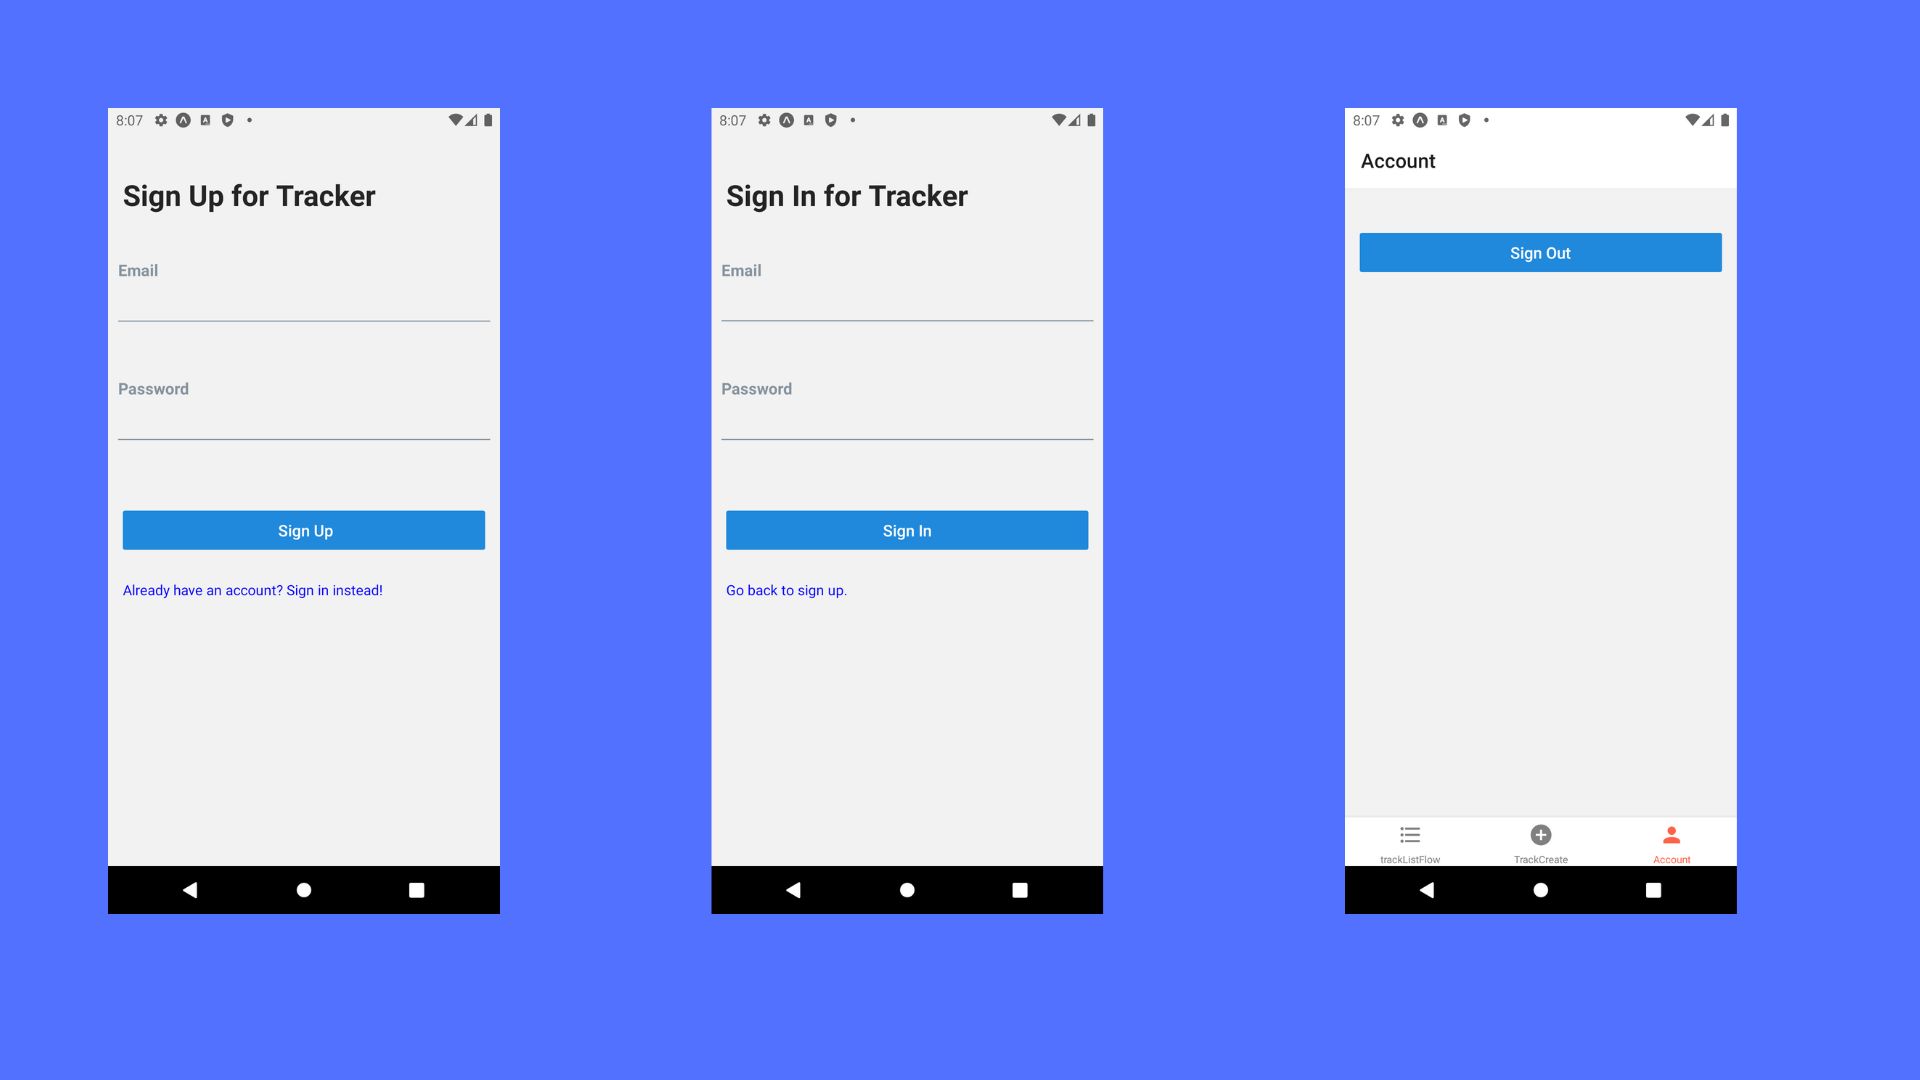 8:07
Sign Up for Tracker
Email
Password
Sign Up
Already have an account? Sign in instead!
8:07
Sign In for Tracker
Email
Password
Sign In
Go back to sign up.
8:07
Account
Sign Out
trackListFlow
TrackCreate
Account